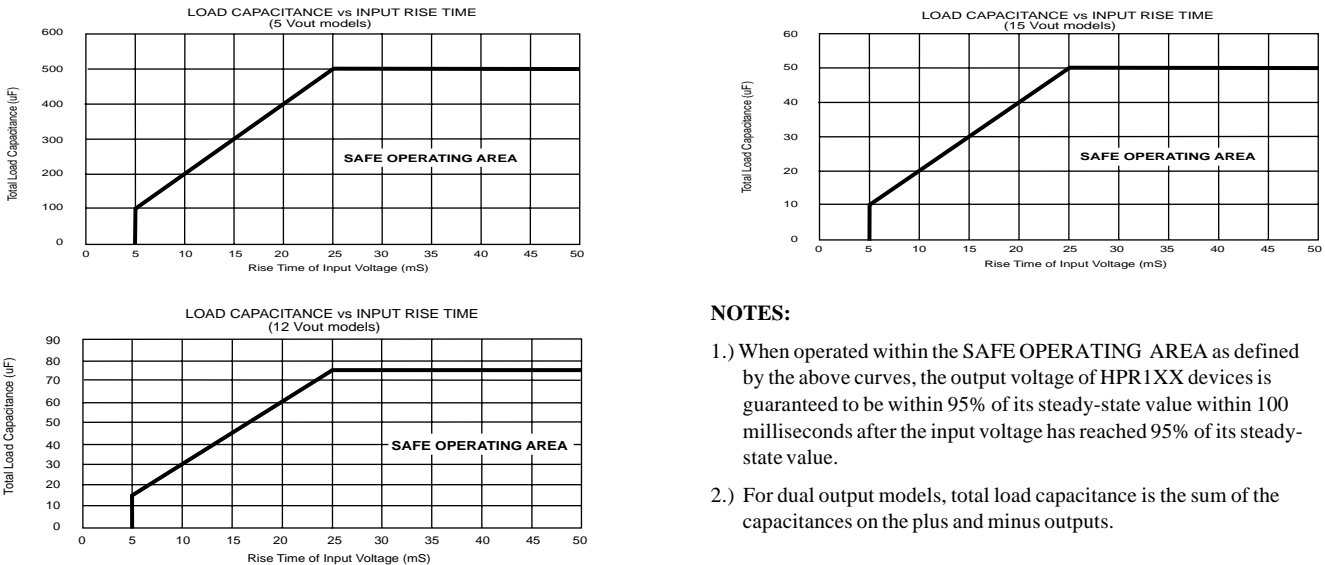 LOAD CAPACITANCE vs INPUT RISE TIME
(5 Vout models)
Total Load Capacitance (uF)
600
500
400
300
200
100
0
SAFE OPERATING AREA
0 5 10 15 20 25 30 35 40 45 50
Rise Time of Input Voltage (mS)
LOAD CAPACITANCE vs INPUT RISE TIME
(15 Vout models)
Total Load Capacitance (uF)
60
50
40
30
20
10
0
SAFE OPERATING AREA
0 5 10 15 20 25 30 35 40 45 50
Rise Time of Input Voltage (mS)
LOAD CAPACITANCE vs INPUT RISE TIME
(12 Vout models)
Total Load Capacitance (uF)
90
80
70
60
50
40
30
20
10
0
SAFE OPERATING AREA
0 5 10 15 20 25 30 35 40 45 50
Rise Time of Input Voltage (mS)
NOTES:
1.) When operated within the SAFE OPERATING AREA as defined
by the above curves, the output voltage of HPR1XX devices is
guaranteed to be within 95% of its steady-state value within 100
milliseconds after the input voltage has reached 95% of its steady-
state value.
2.) For dual output models, total load capacitance is the sum of the
capacitances on the plus and minus outputs.